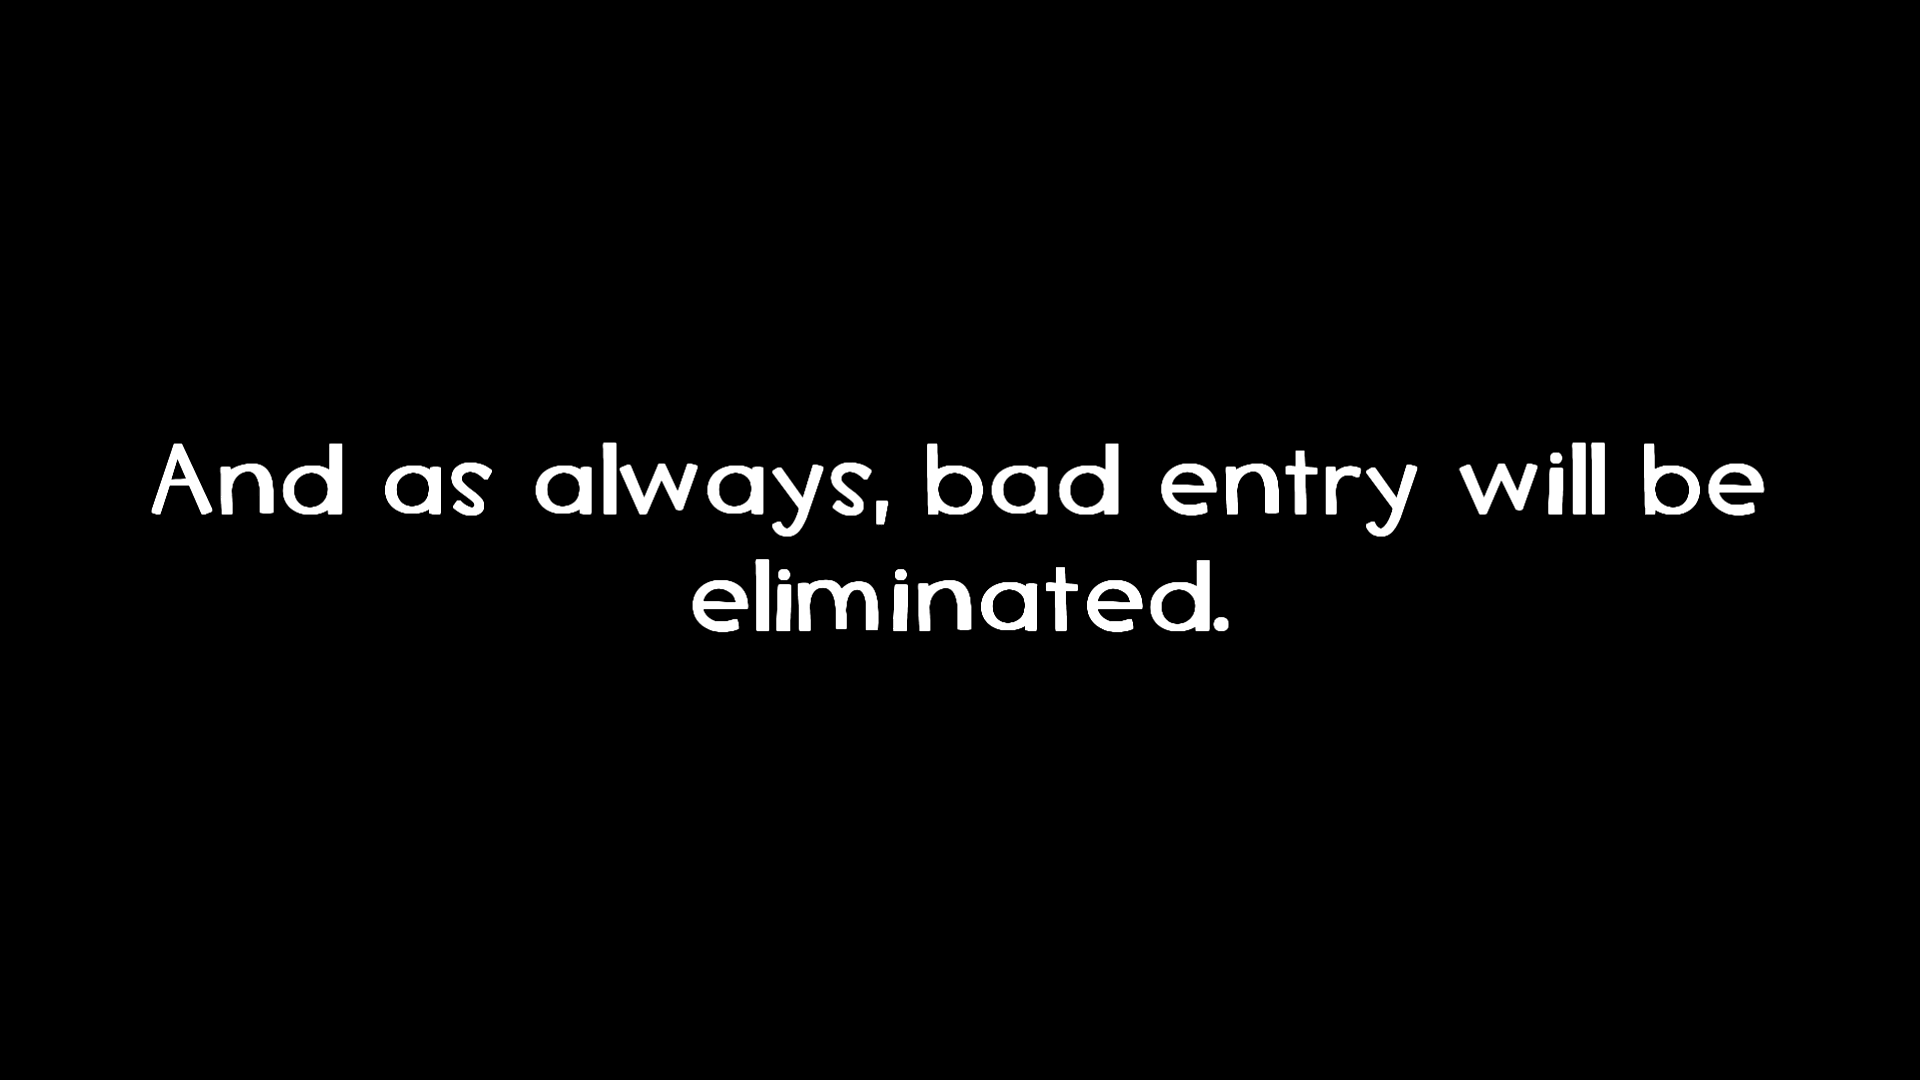 And as always, bad entry will be
eliminated.